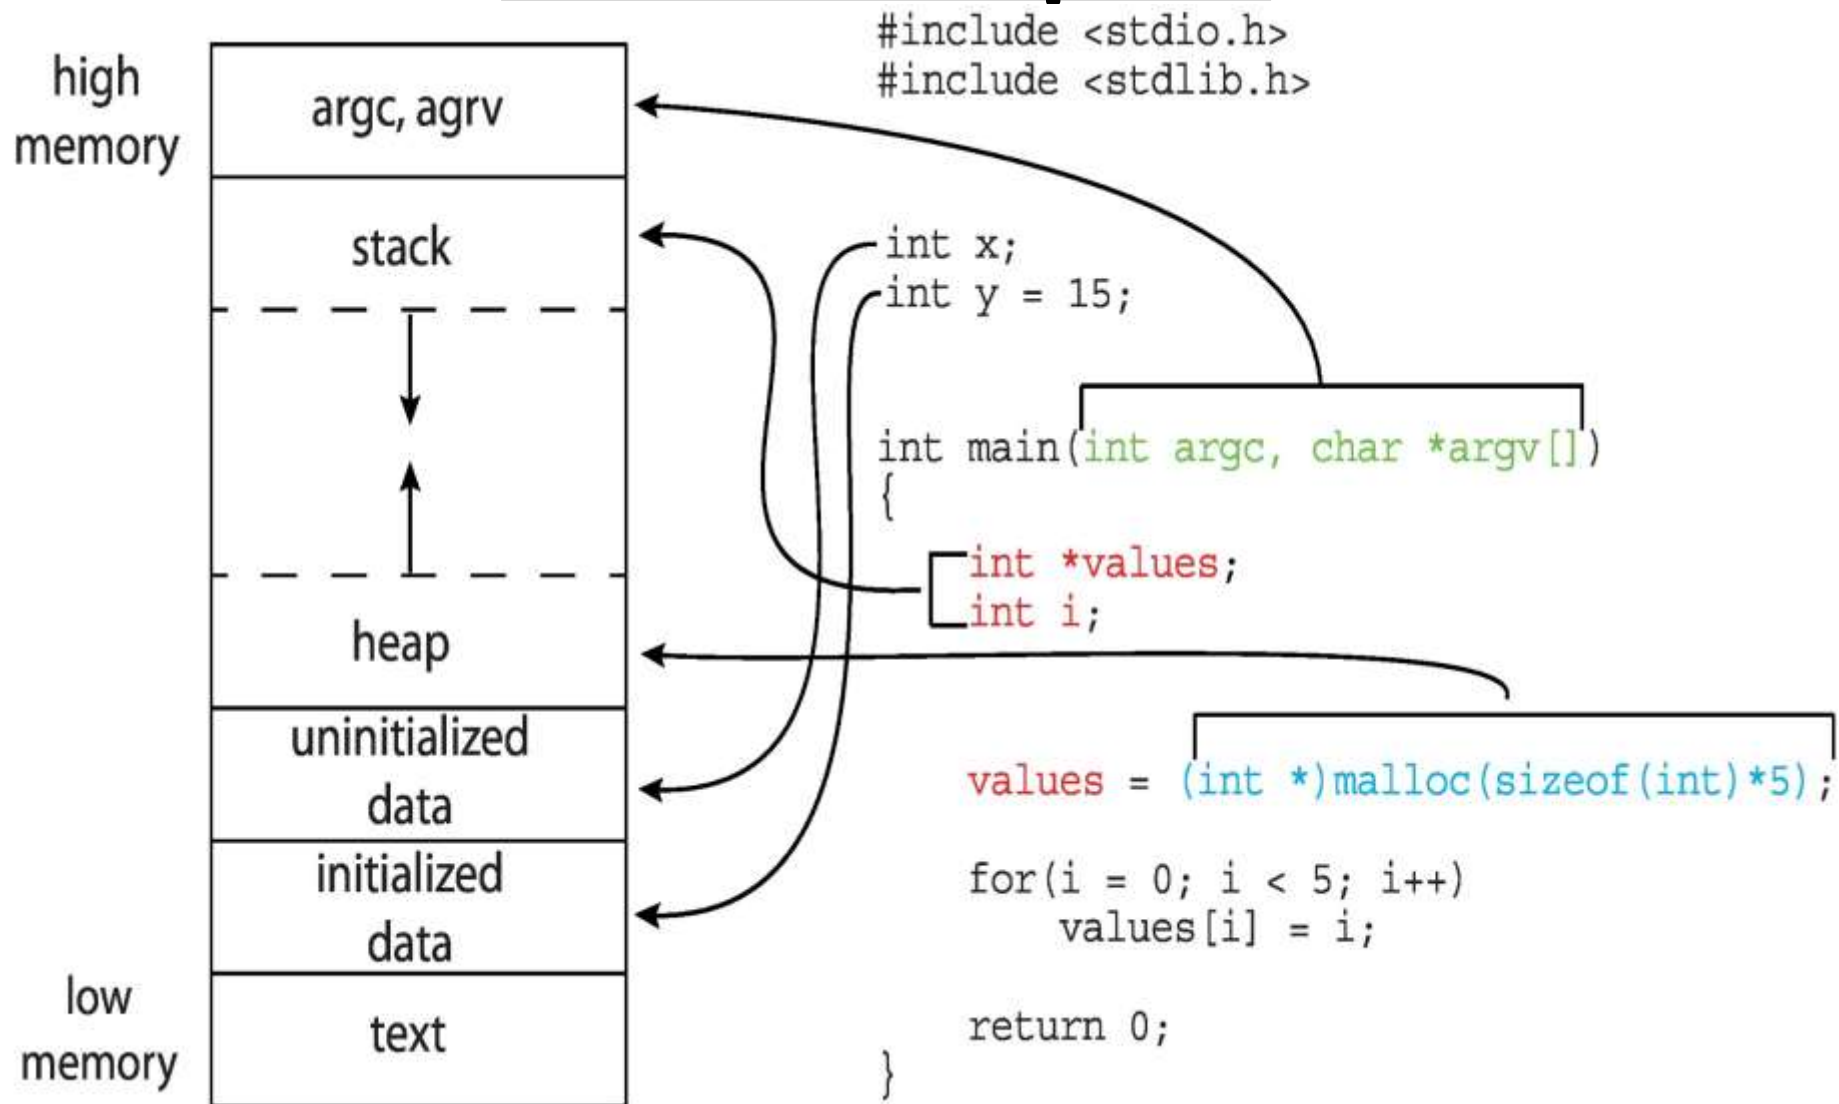 high
memory
argc, agrv
stack
heap
uninitialized
data
initialized
data
low
memory
text
#include <stdio.h>
#include <stdlib.h>
int x;
int y = 15;
int main(int argc, char *argv[])
{
int *values;
int i;
values = (int *)malloc(sizeof(int)*5);
for(i = 0; i < 5; i++)
values[i] = i;
return 0;
}